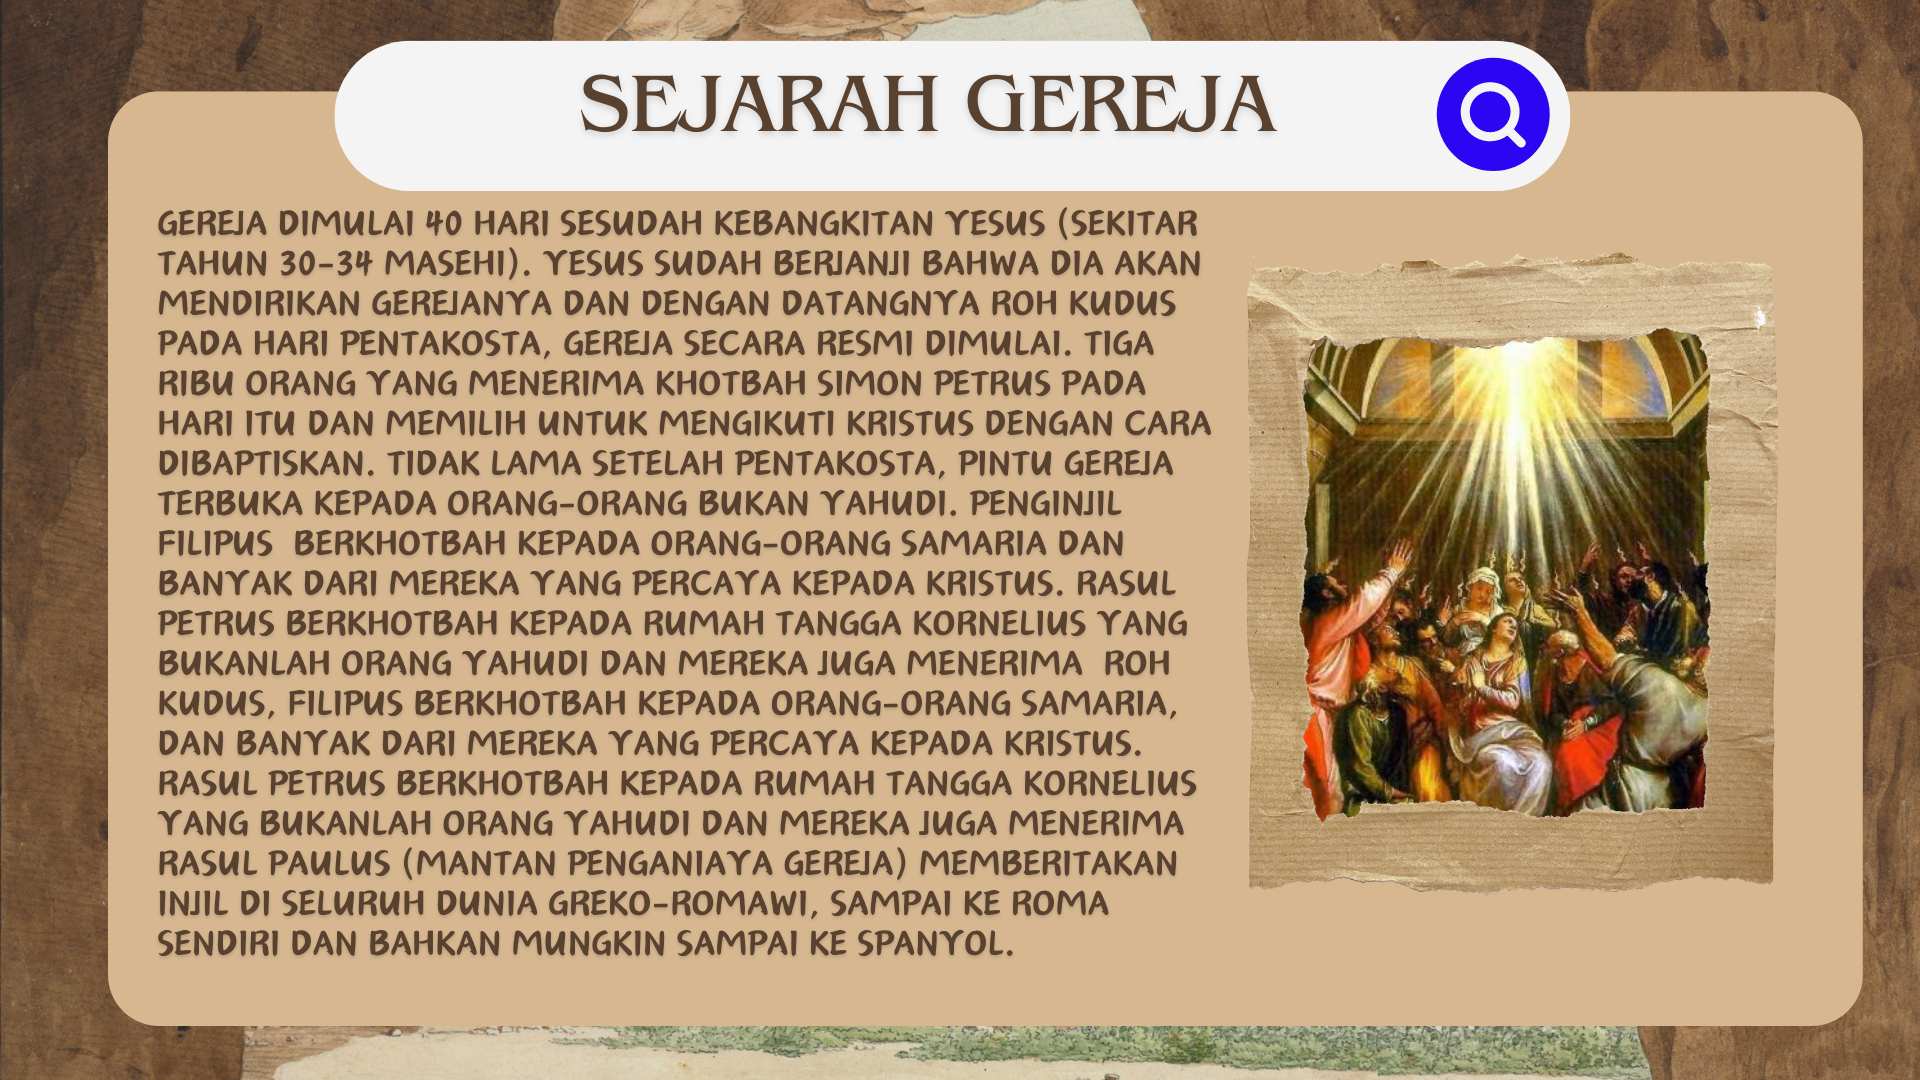 SEJARAH GEREJA
GEREJA DIMULAI 40 HARI SESUDAH KEBANGKITAN YESUS (SEKITAR
TAHUN 30-34 MASEHI). YESUS SUDAH BERJANJI BAHWA DIA AKAN
MENDIRIKAN GEREJANYA DAN DENGAN DATANGNYA ROH KUDUS
PADA HARI PENTAKOSTA, GEREJA SECARA RESMI DIMULAI. TIGA
RIBU ORANG YANG MENERIMA KHOTBAH SIMON PETRUS PADA
HARI ITU DAN MEMILIH UNTUK MENGIKUTI KRISTUS DENGAN CARA
DIBAPTISKAN. TIDAK LAMA SETELAH PENTAKOSTA, PINTU GEREJA
TERBUKA KEPADA ORANG-ORANG BUKAN YAHUDI. PENGINJIL
FILIPUS  BERKHOTBAH KEPADA ORANG-ORANG SAMARIA DAN
BANYAK DARI MEREKA YANG PERCAYA KEPADA KRISTUS. RASUL
PETRUS BERKHOTBAH KEPADA RUMAH TANGGA KORNELIUS YANG
BUKANLAH ORANG YAHUDI DAN MEREKA JUGA MENERIMA  ROH
KUDUS, FILIPUS BERKHOTBAH KEPADA ORANG-ORANG SAMARIA,
DAN BANYAK DARI MEREKA YANG PERCAYA KEPADA KRISTUS.
RASUL PETRUS BERKHOTBAH KEPADA RUMAH TANGGA KORNELIUS
YANG BUKANLAH ORANG YAHUDI DAN MEREKA JUGA MENERIMA
RASUL PAULUS (MANTAN PENGANIAYA GEREJA) MEMBERITAKAN
INJIL DI SELURUH DUNIA GREKO-ROMAWI, SAMPAI KE ROMA
SENDIRI DAN BAHKAN MUNGKIN SAMPAI KE SPANYOL.